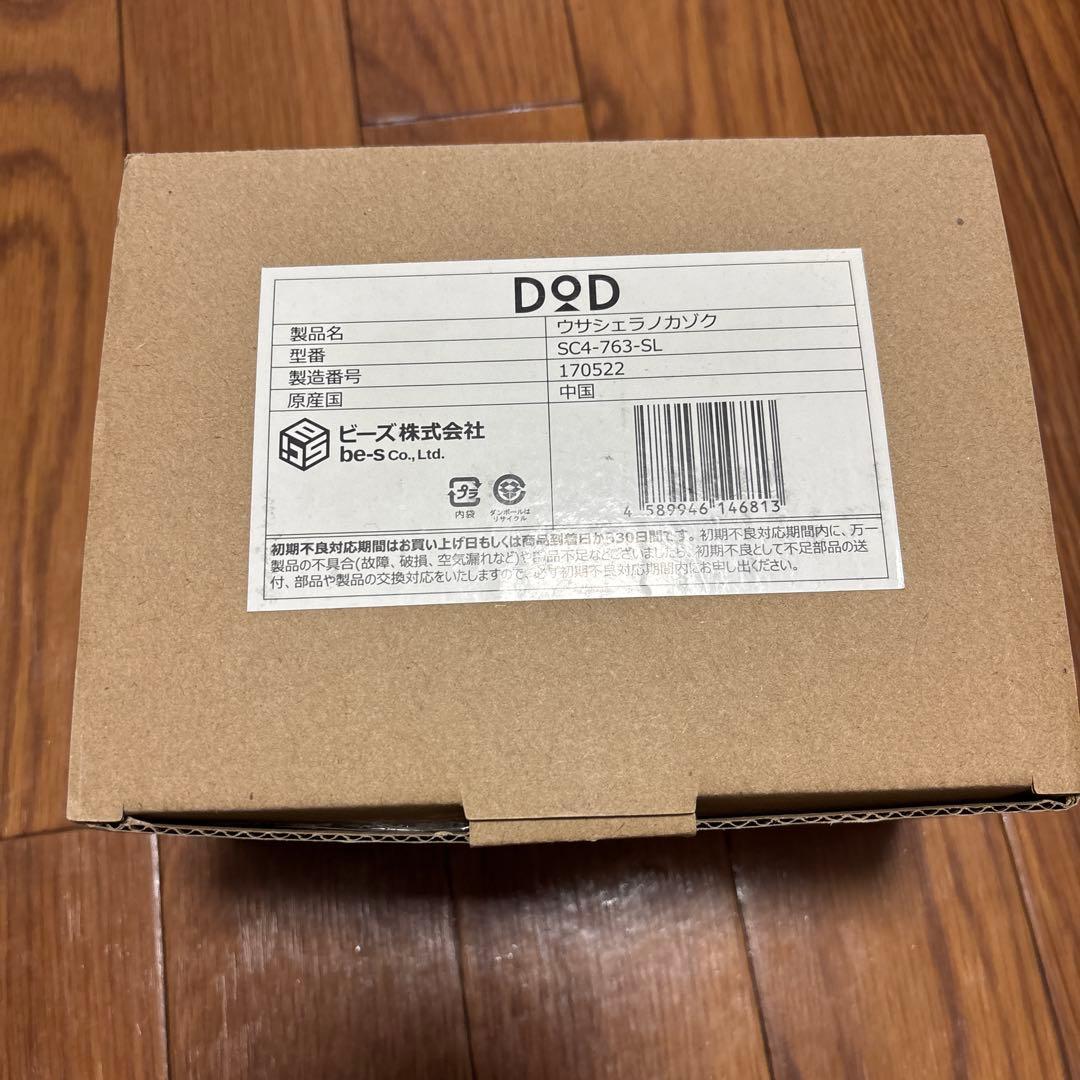 DOD
製品名 ウサシェラノカゾク
型番 SC4-763-SL
製造番号 170522
原産国 中国
ビーズ株式会社
be-s Co., Ltd.
プラ
内袋
ダンボールは
リサイクル
4 589946 146813
初期不良対応期間はお買い上げ日もしくは商品到着日から30日間です。初期不良対応期間内に、万一
製品の不具合(故障、破損、空気漏れなど)や部品不足などございましたら、初期不良として不足部品の送
付、部品や製品の交換対応をいたしますので、必ず初期不良対応期間内にお申し出ください。